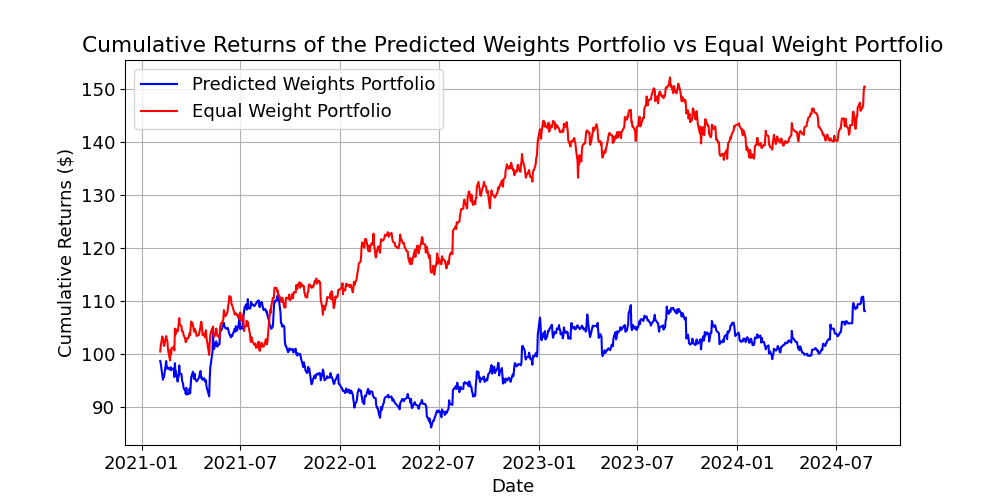 Cumulative Returns of the Predicted Weights Portfolio vs Equal Weight Portfolio
Predicted Weights Portfolio
Equal Weight Portfolio
Cumulative Returns ($)
150
140
130
120
110
100
90
2021-01 2021-07 2022-01 2022-07 2023-01 2023-07 2024-01 2024-07
Date